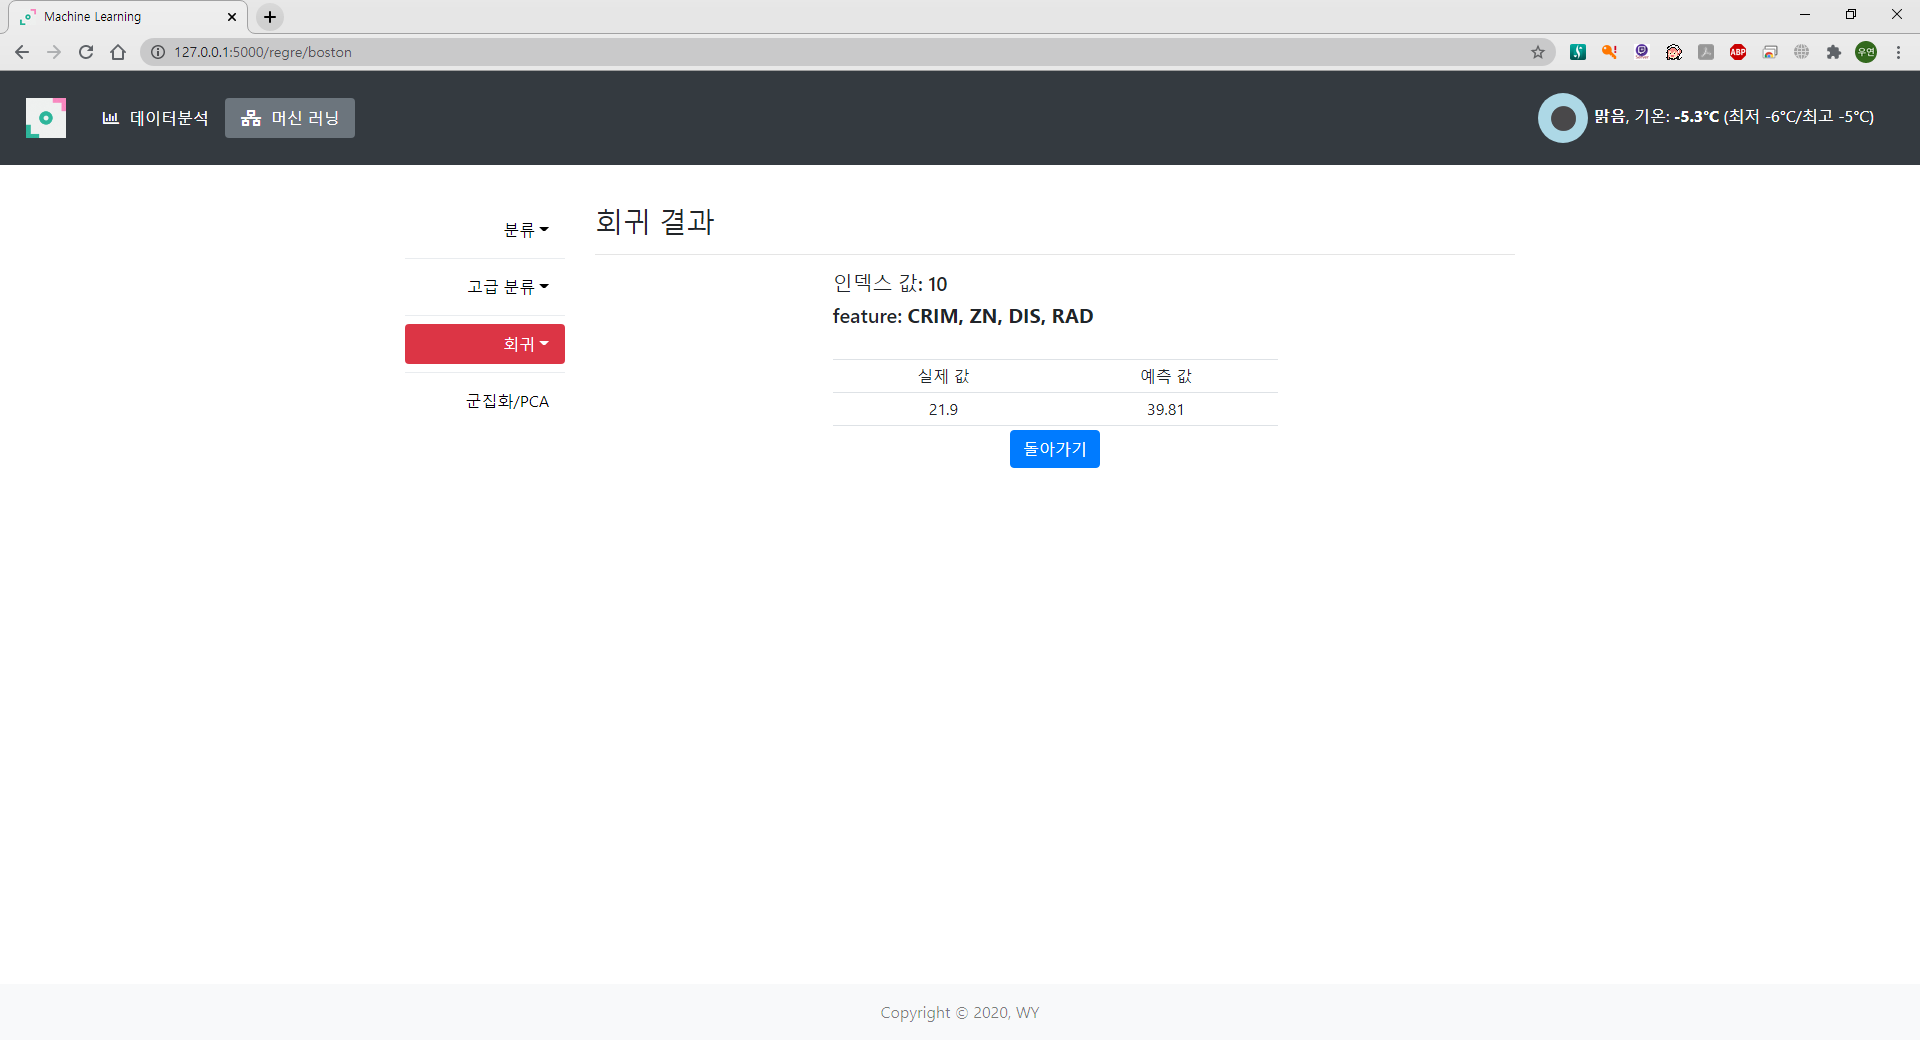 Machine Learning
127.0.0.1:5000/regre/boston
ABP
우연
데이터분석 머신 러닝
맑음, 기온: -5.3℃ (최저 -6℃/최고 -5℃)
분류
고급 분류
회귀
군집화/PCA
회귀 결과
인덱스 값: 10
feature: CRIM, ZN, DIS, RAD
실제 값 예측 값
21.9 39.81
돌아가기
Copyright © 2020, WY